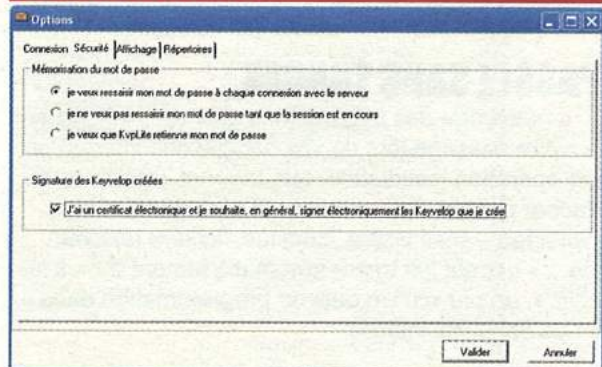 Options
Connexion Sécurité Affichage Répertoires
Mémorisation du mot de passe
je veux ressaisir mon mot de passe à chaque connexion avec le serveur
je ne veux pas ressaisir mon mot de passe tant que la session est en cours
je veux que KvpLite retienne mon mot de passe
Signature des Keyvelop créées
J'ai un certificat électronique et je souhaite, en général, signer électroniquement les Keyvelop que je crée
Valider Annuler